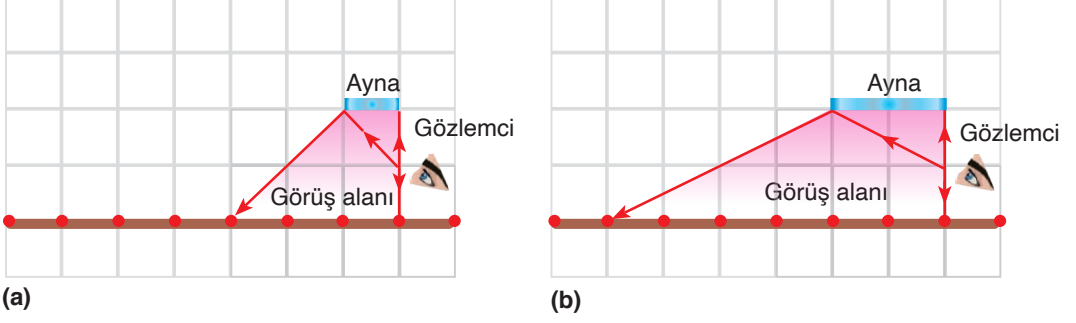 Ayna
Gözlemci
Görüş alanı
(a)
Ayna
Gözlemci
Görüş alanı
(b)